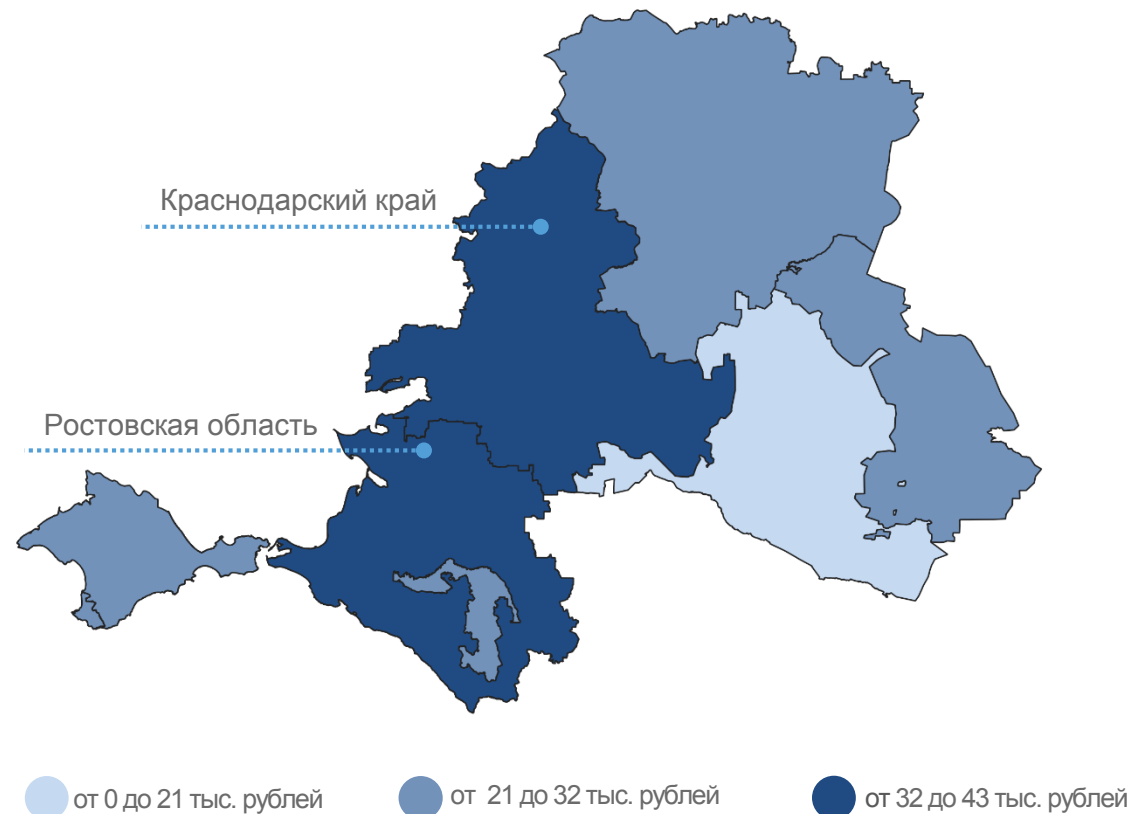 Краснодарский край
Ростовская область
от 0 до 21 тыс. рублей
от 21 до 32 тыс. рублей
от 32 до 43 тыс. рублей